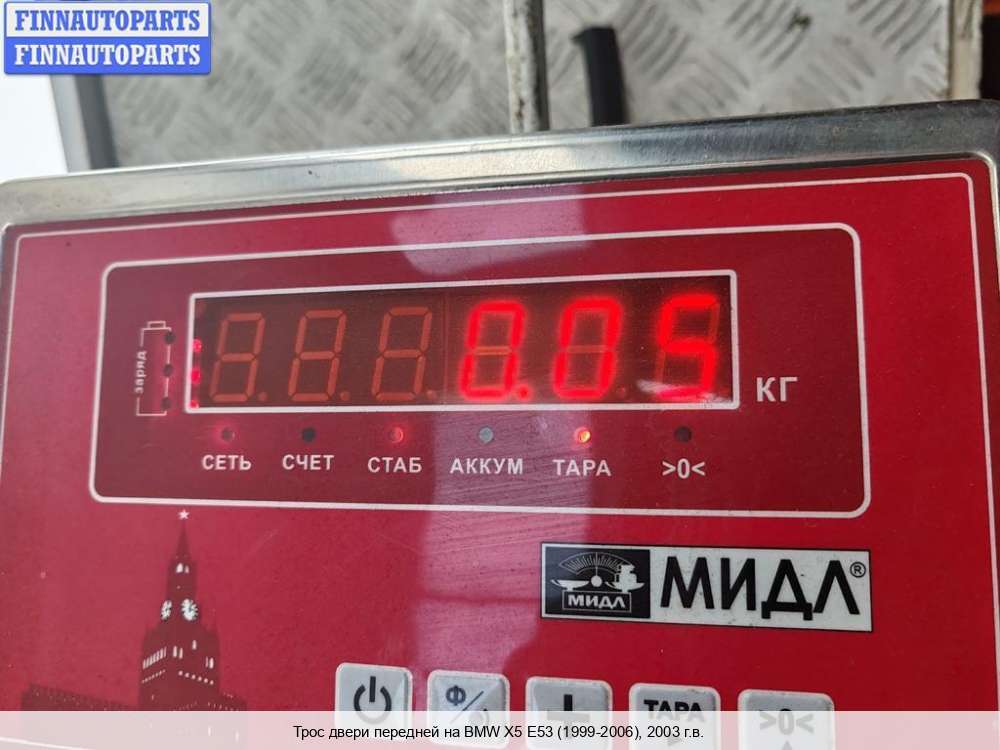 FINNAUTOPARTS
FINNAUTOPARTS
заряд
0.05
КГ
СЕТЬ СЧЕТ СТАБ АККУМ ТАРА >0<
МИДЛ
МИДЛ®
Ф/
+
ТАРА
>0<
Трос двери передней на BMW X5 E53 (1999-2006), 2003 г.в.